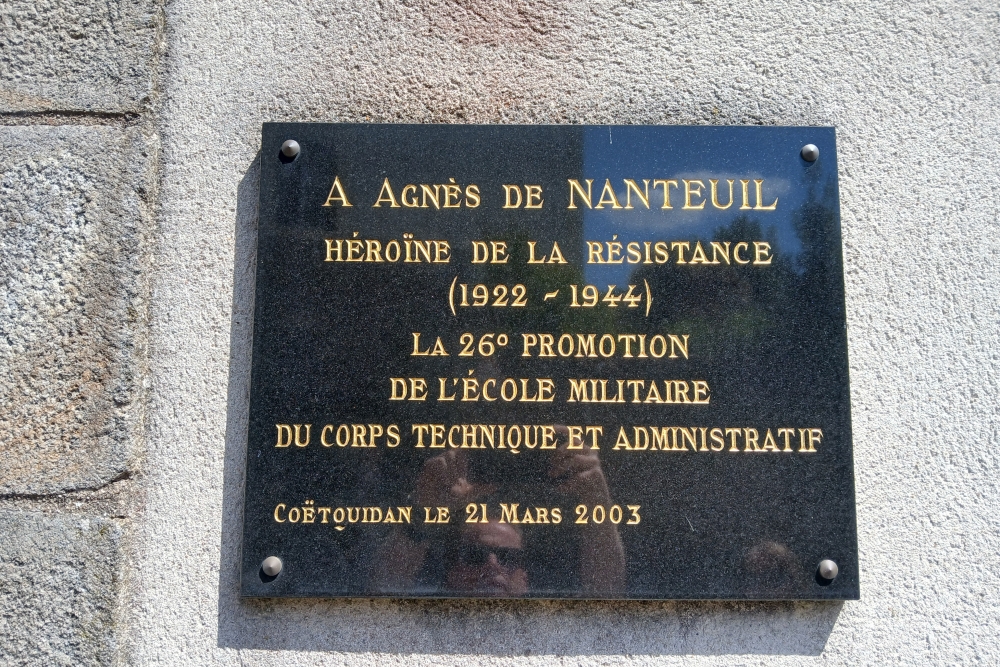 A Agnès de NANTEUIL
HÉROÏNE DE LA RÉSISTANCE
(1922 - 1944)
LA 26º PROMOTION
DE L'ÉCOLE MILITAIRE
DU CORPS TECHNIQUE ET ADMINISTRATIF
COËTQUIDAN LE 21 MARS 2003